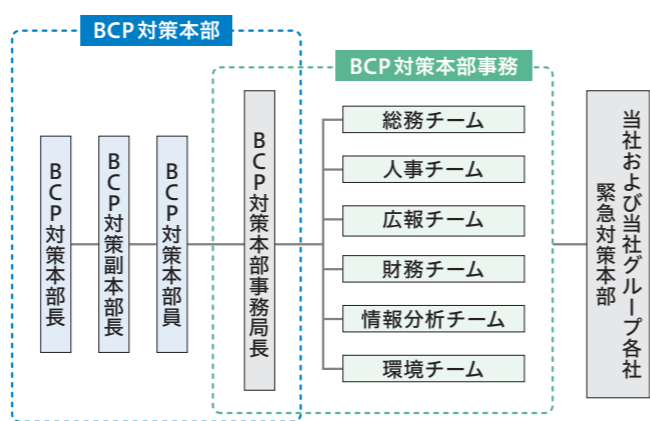 BCP対策本部
BCP対策本部事務
BCP対策本部長
BCP対策副本部長
BCP対策本部員
BCP対策本部事務局長
総務チーム
人事チーム
広報チーム
財務チーム
情報分析チーム
環境チーム
当社および当社グループ各社
緊急対策本部